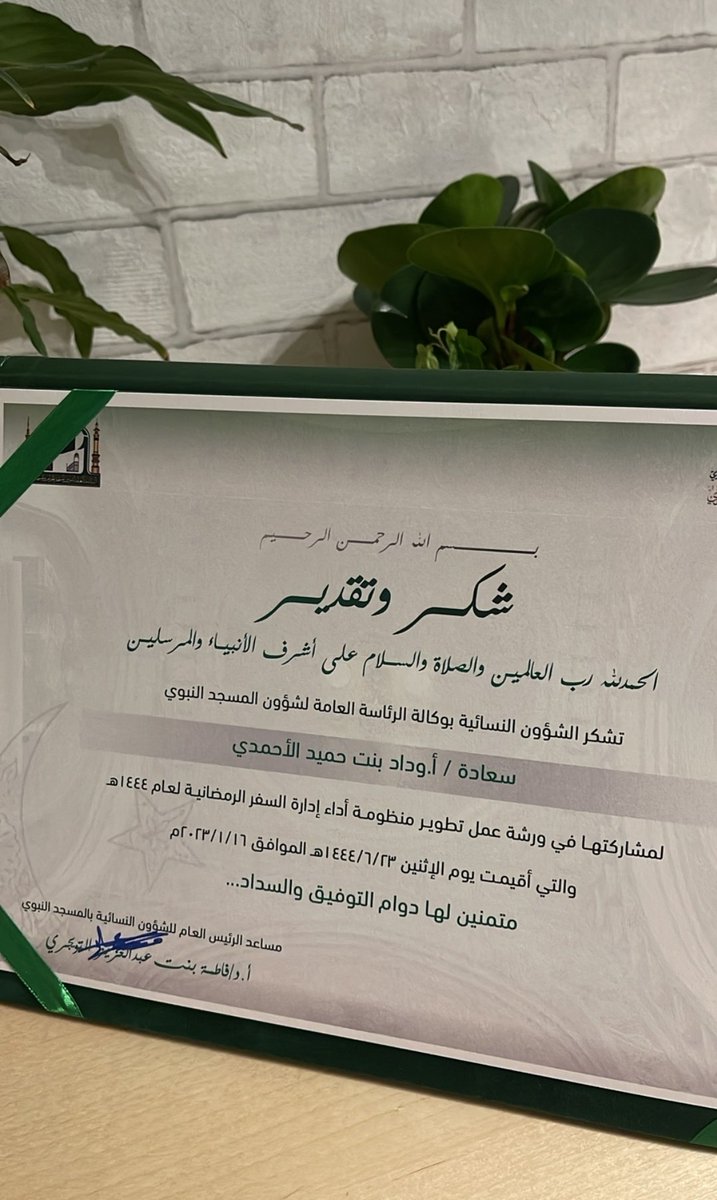 بسم الله الرحمن الرحيم
شكر وتقدير
الحمدلله رب العالمين والصلاة والسلام على أشرف الأنبياء والمرسلين
تشكر الشؤون النسائية بوكالة الرئاسة العامة لشؤون المسجد النبوي
سعادة / أ.وداد بنت حميد الأحمدي
لمشاركتها في ورشة عمل تطوير منظومة أداء إدارة السفر الرمضانية لعام ١٤٤٤هـ
والتي أقيمت يوم الإثنين ١٤٤٤/٦/٢٣هـ الموافق ٢٠٢٣/١/١٦م
متمنين لها دوام التوفيق والسداد...
مساعد الرئيس العام للشؤون النسائية بالمسجد النبوي
أ.د/فاطمة بنت عبدالعزيز التويجري